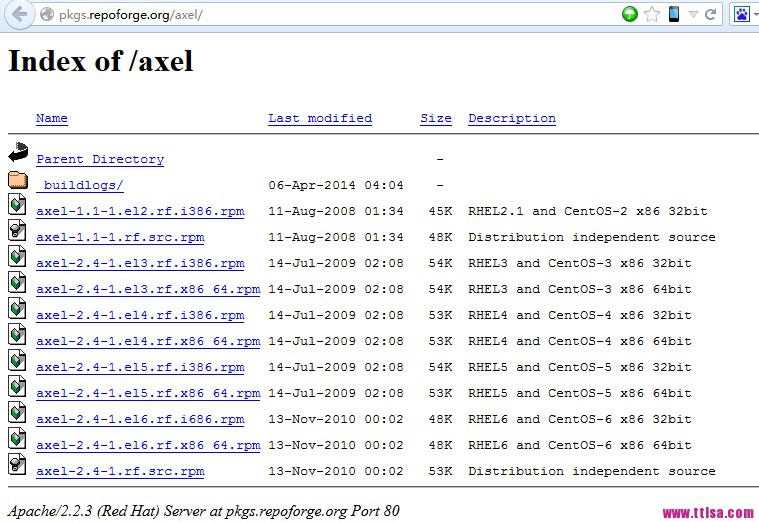 pkgs.repoforge.org/axel/
Index of /axel
Name Last modified Size Description
Parent Directory -
_buildlogs/ 06-Apr-2014 04:04 -
axel-1.1-1.el2.rf.i386.rpm 11-Aug-2008 01:34 45K RHEL2.1 and CentOS-2 x86 32bit
axel-1.1-1.rf.src.rpm 11-Aug-2008 01:34 48K Distribution independent source
axel-2.4-1.el3.rf.i386.rpm 14-Jul-2009 02:08 54K RHEL3 and CentOS-3 x86 32bit
axel-2.4-1.el3.rf.x86_64.rpm 14-Jul-2009 02:08 54K RHEL3 and CentOS-3 x86 64bit
axel-2.4-1.el4.rf.i386.rpm 14-Jul-2009 02:08 53K RHEL4 and CentOS-4 x86 32bit
axel-2.4-1.el4.rf.x86_64.rpm 14-Jul-2009 02:08 53K RHEL4 and CentOS-4 x86 64bit
axel-2.4-1.el5.rf.i386.rpm 14-Jul-2009 02:08 54K RHEL5 and CentOS-5 x86 32bit
axel-2.4-1.el5.rf.x86_64.rpm 14-Jul-2009 02:08 53K RHEL5 and CentOS-5 x86 64bit
axel-2.4-1.el6.rf.i686.rpm 13-Nov-2010 00:02 48K RHEL6 and CentOS-6 x86 32bit
axel-2.4-1.el6.rf.x86_64.rpm 13-Nov-2010 00:02 48K RHEL6 and CentOS-6 x86 64bit
axel-2.4-1.rf.src.rpm 13-Nov-2010 00:02 53K Distribution independent source
Apache/2.2.3 (Red Hat) Server at pkgs.repoforge.org Port 80
www.ttlsa.com